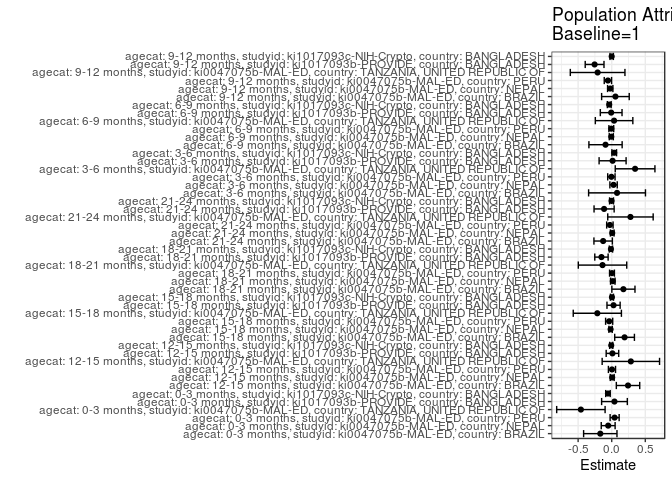 Population Attri
Baseline=1
agecat: 9-12 months, studyid: ki1017093c-NIH-Crypto, country: BANGLADESH
agecat: 9-12 months, studyid: ki1017093b-PROVIDE, country: BANGLADESH
agecat: 9-12 months, studyid: ki0047075b-MAL-ED, country: TANZANIA, UNITED REPUBLIC OF
agecat: 9-12 months, studyid: ki0047075b-MAL-ED, country: PERU
agecat: 9-12 months, studyid: ki0047075b-MAL-ED, country: NEPAL
agecat: 9-12 months, studyid: ki0047075b-MAL-ED, country: BRAZIL
agecat: 6-9 months, studyid: ki1017093c-NIH-Crypto, country: BANGLADESH
agecat: 6-9 months, studyid: ki1017093b-PROVIDE, country: BANGLADESH
agecat: 6-9 months, studyid: ki0047075b-MAL-ED, country: TANZANIA, UNITED REPUBLIC OF
agecat: 6-9 months, studyid: ki0047075b-MAL-ED, country: PERU
agecat: 6-9 months, studyid: ki0047075b-MAL-ED, country: NEPAL
agecat: 6-9 months, studyid: ki0047075b-MAL-ED, country: BRAZIL
agecat: 3-6 months, studyid: ki1017093c-NIH-Crypto, country: BANGLADESH
agecat: 3-6 months, studyid: ki1017093b-PROVIDE, country: BANGLADESH
agecat: 3-6 months, studyid: ki0047075b-MAL-ED, country: TANZANIA, UNITED REPUBLIC OF
agecat: 3-6 months, studyid: ki0047075b-MAL-ED, country: PERU
agecat: 3-6 months, studyid: ki0047075b-MAL-ED, country: NEPAL
agecat: 3-6 months, studyid: ki0047075b-MAL-ED, country: BRAZIL
agecat: 21-24 months, studyid: ki1017093c-NIH-Crypto, country: BANGLADESH
agecat: 21-24 months, studyid: ki1017093b-PROVIDE, country: BANGLADESH
agecat: 21-24 months, studyid: ki0047075b-MAL-ED, country: TANZANIA, UNITED REPUBLIC OF
agecat: 21-24 months, studyid: ki0047075b-MAL-ED, country: PERU
agecat: 21-24 months, studyid: ki0047075b-MAL-ED, country: NEPAL
agecat: 21-24 months, studyid: ki0047075b-MAL-ED, country: BRAZIL
agecat: 18-21 months, studyid: ki1017093c-NIH-Crypto, country: BANGLADESH
agecat: 18-21 months, studyid: ki1017093b-PROVIDE, country: BANGLADESH
agecat: 18-21 months, studyid: ki0047075b-MAL-ED, country: TANZANIA, UNITED REPUBLIC OF
agecat: 18-21 months, studyid: ki0047075b-MAL-ED, country: PERU
agecat: 18-21 months, studyid: ki0047075b-MAL-ED, country: NEPAL
agecat: 18-21 months, studyid: ki0047075b-MAL-ED, country: BRAZIL
agecat: 15-18 months, studyid: ki1017093c-NIH-Crypto, country: BANGLADESH
agecat: 15-18 months, studyid: ki1017093b-PROVIDE, country: BANGLADESH
agecat: 15-18 months, studyid: ki0047075b-MAL-ED, country: TANZANIA, UNITED REPUBLIC OF
agecat: 15-18 months, studyid: ki0047075b-MAL-ED, country: PERU
agecat: 15-18 months, studyid: ki0047075b-MAL-ED, country: NEPAL
agecat: 15-18 months, studyid: ki0047075b-MAL-ED, country: BRAZIL
agecat: 12-15 months, studyid: ki1017093c-NIH-Crypto, country: BANGLADESH
agecat: 12-15 months, studyid: ki1017093b-PROVIDE, country: BANGLADESH
agecat: 12-15 months, studyid: ki0047075b-MAL-ED, country: TANZANIA, UNITED REPUBLIC OF
agecat: 12-15 months, studyid: ki0047075b-MAL-ED, country: PERU
agecat: 12-15 months, studyid: ki0047075b-MAL-ED, country: NEPAL
agecat: 12-15 months, studyid: ki0047075b-MAL-ED, country: BRAZIL
agecat: 0-3 months, studyid: ki1017093c-NIH-Crypto, country: BANGLADESH
agecat: 0-3 months, studyid: ki1017093b-PROVIDE, country: BANGLADESH
agecat: 0-3 months, studyid: ki0047075b-MAL-ED, country: TANZANIA, UNITED REPUBLIC OF
agecat: 0-3 months, studyid: ki0047075b-MAL-ED, country: PERU
agecat: 0-3 months, studyid: ki0047075b-MAL-ED, country: NEPAL
agecat: 0-3 months, studyid: ki0047075b-MAL-ED, country: BRAZIL
-0.5 0.0 0.5
Estimate